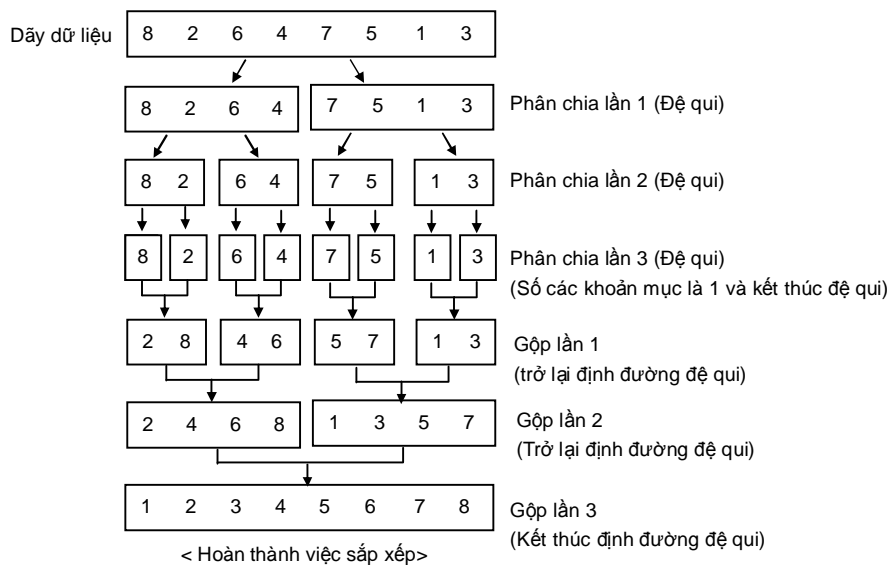 Dãy dữ liệu 8 2 6 4 7 5 1 3
8 2 6 4 7 5 1 3 Phân chia lần 1 (Đệ qui)
8 2 6 4 7 5 1 3 Phân chia lần 2 (Đệ qui)
8 2 6 4 7 5 1 3 Phân chia lần 3 (Đệ qui)
(Số các khoản mục là 1 và kết thúc đệ qui)
2 8 4 6 5 7 1 3 Gộp lần 1
(trở lại định đường đệ qui)
2 4 6 8 1 3 5 7 Gộp lần 2
(Trở lại định đường đệ qui)
1 2 3 4 5 6 7 8 Gộp lần 3
(Kết thúc định đường đệ qui)
< Hoàn thành việc sắp xếp>